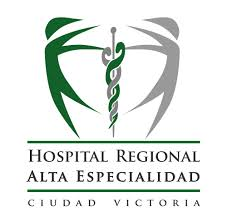 HOSPITAL REGIONAL
ALTA ESPECIALIDAD
CIUDAD VICTORIA